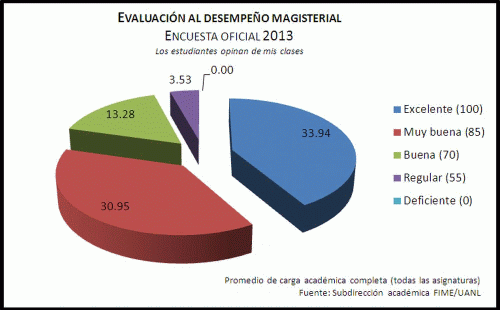 EVALUACIÓN AL DESEMPEÑO MAGISTERIAL
ENCUESTA OFICIAL 2013
Los estudiantes opinan de mis clases
0.00
3.53
13.28
33.94
30.95
Excelente (100)
Muy buena (85)
Buena (70)
Regular (55)
Deficiente (0)
Promedio de carga académica completa (todas las asignaturas)
Fuente: Subdirección académica FIME/UANL